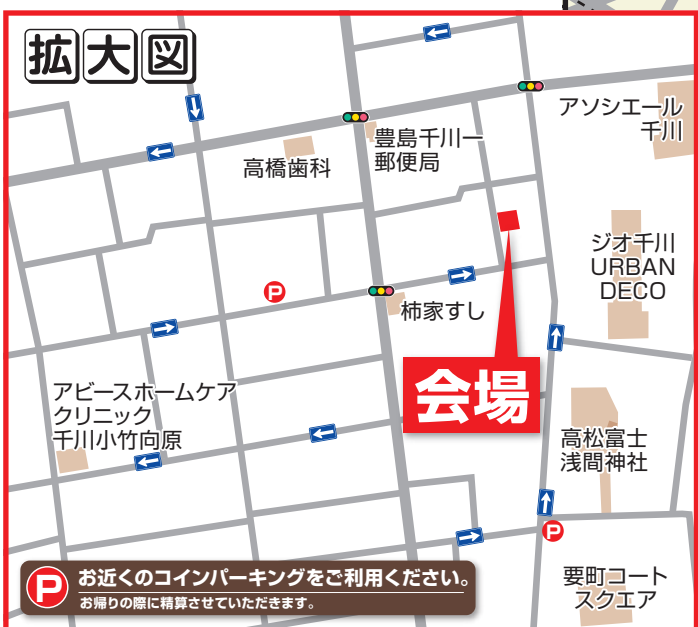 拡大図
アソシエール
千川
豊島千川一
郵便局
高橋歯科
ジオ千川
URBAN
DECO
P
柿家すし
会場
アビースホームケア
クリニック
千川小竹向原
高松富士
浅間神社
P
要町コート
スクエア
P
お近くのコインパーキングをご利用ください。
お帰りの際に精算させていただきます。